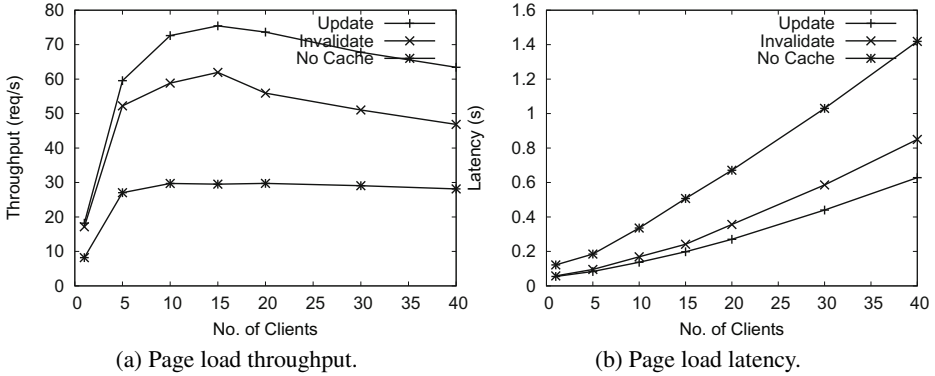 80
70
60
50
40
30
20
10
0
Throughput (req/s)
Update
Invalidate
No Cache
0 5 10 15 20 25 30 35 40
No. of Clients
(a) Page load throughput.
1.6
1.4
1.2
1
0.8
0.6
0.4
0.2
0
Latency (s)
Update
Invalidate
No Cache
0 5 10 15 20 25 30 35 40
No. of Clients
(b) Page load latency.